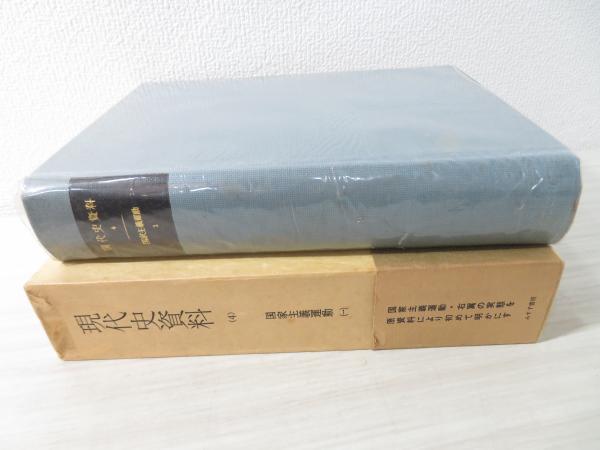 現代史資料
4
国家主義運動
1
現代史資料
(4)
国家主義運動
(一)
国家主義運動・右翼の実態を
原資料により初めて明かにす
みすず書房